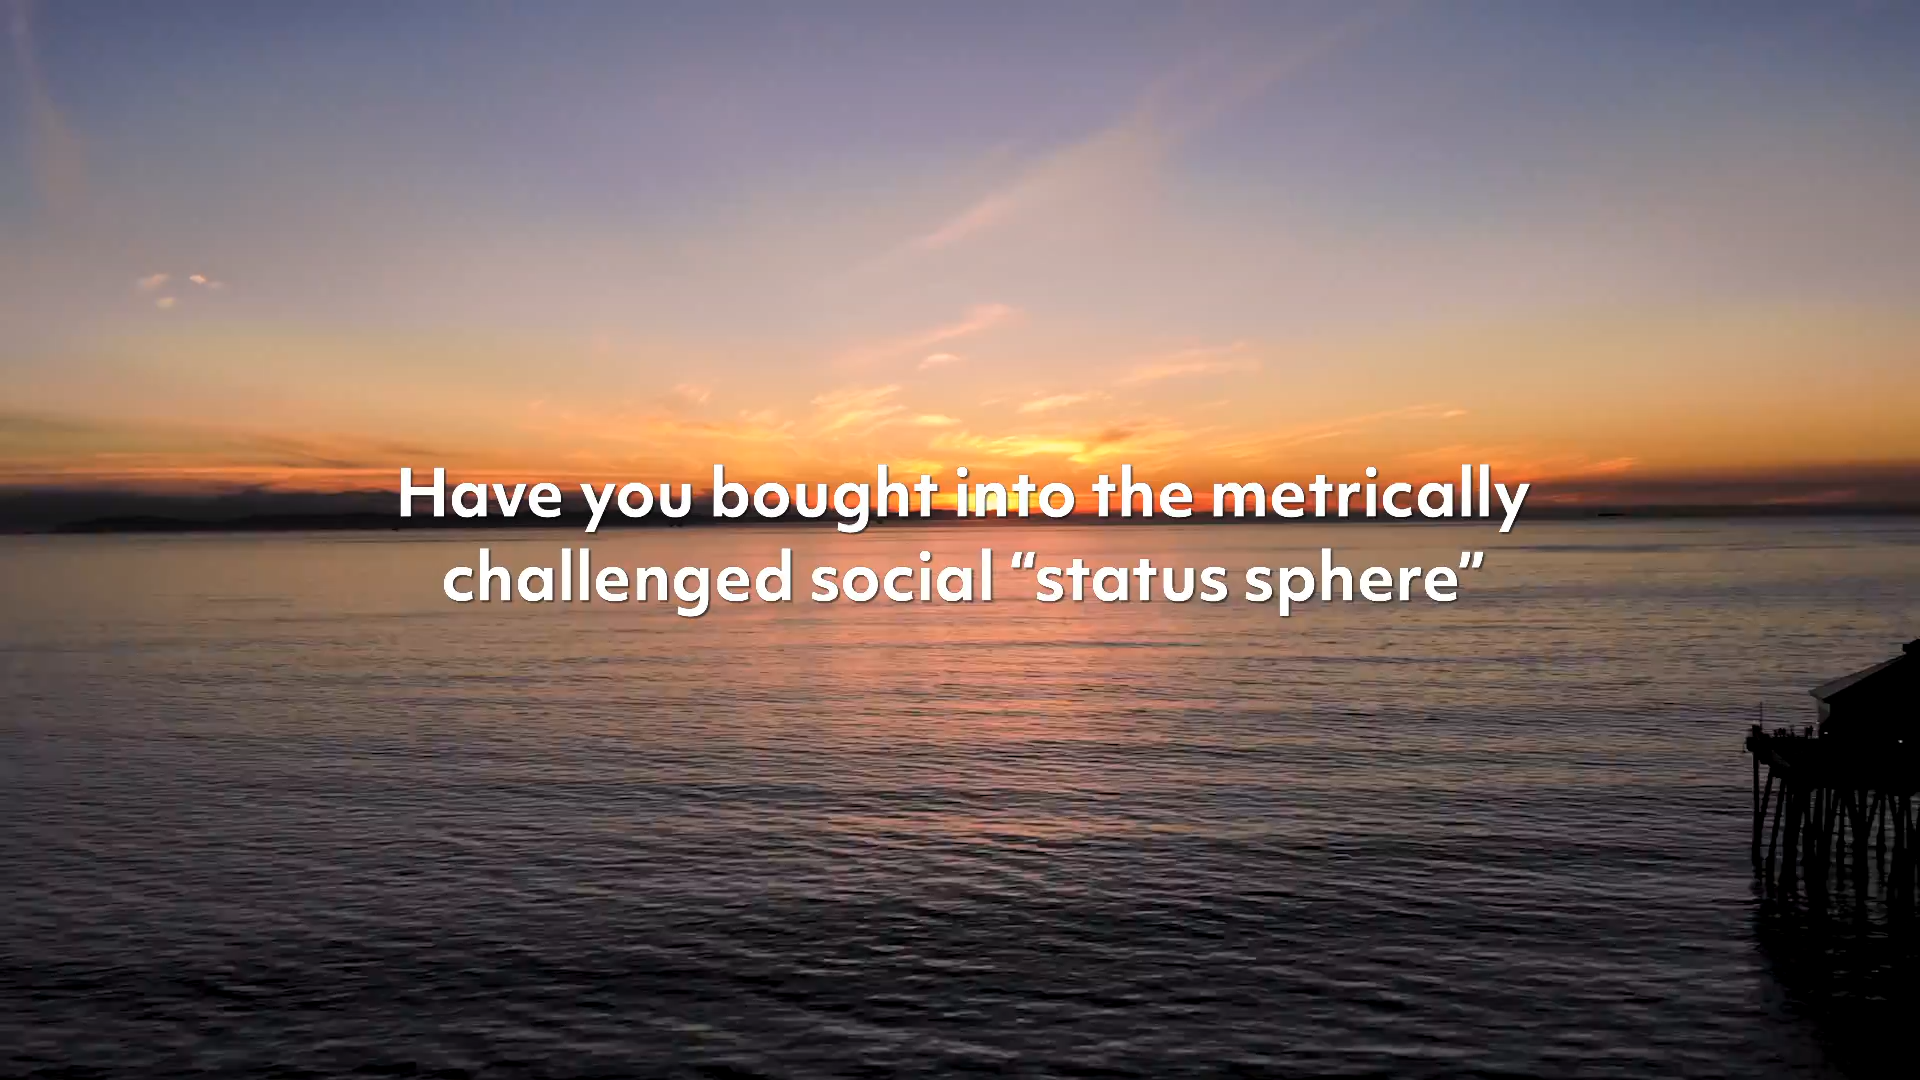 Have you bought into the metrically
challenged social “status sphere”